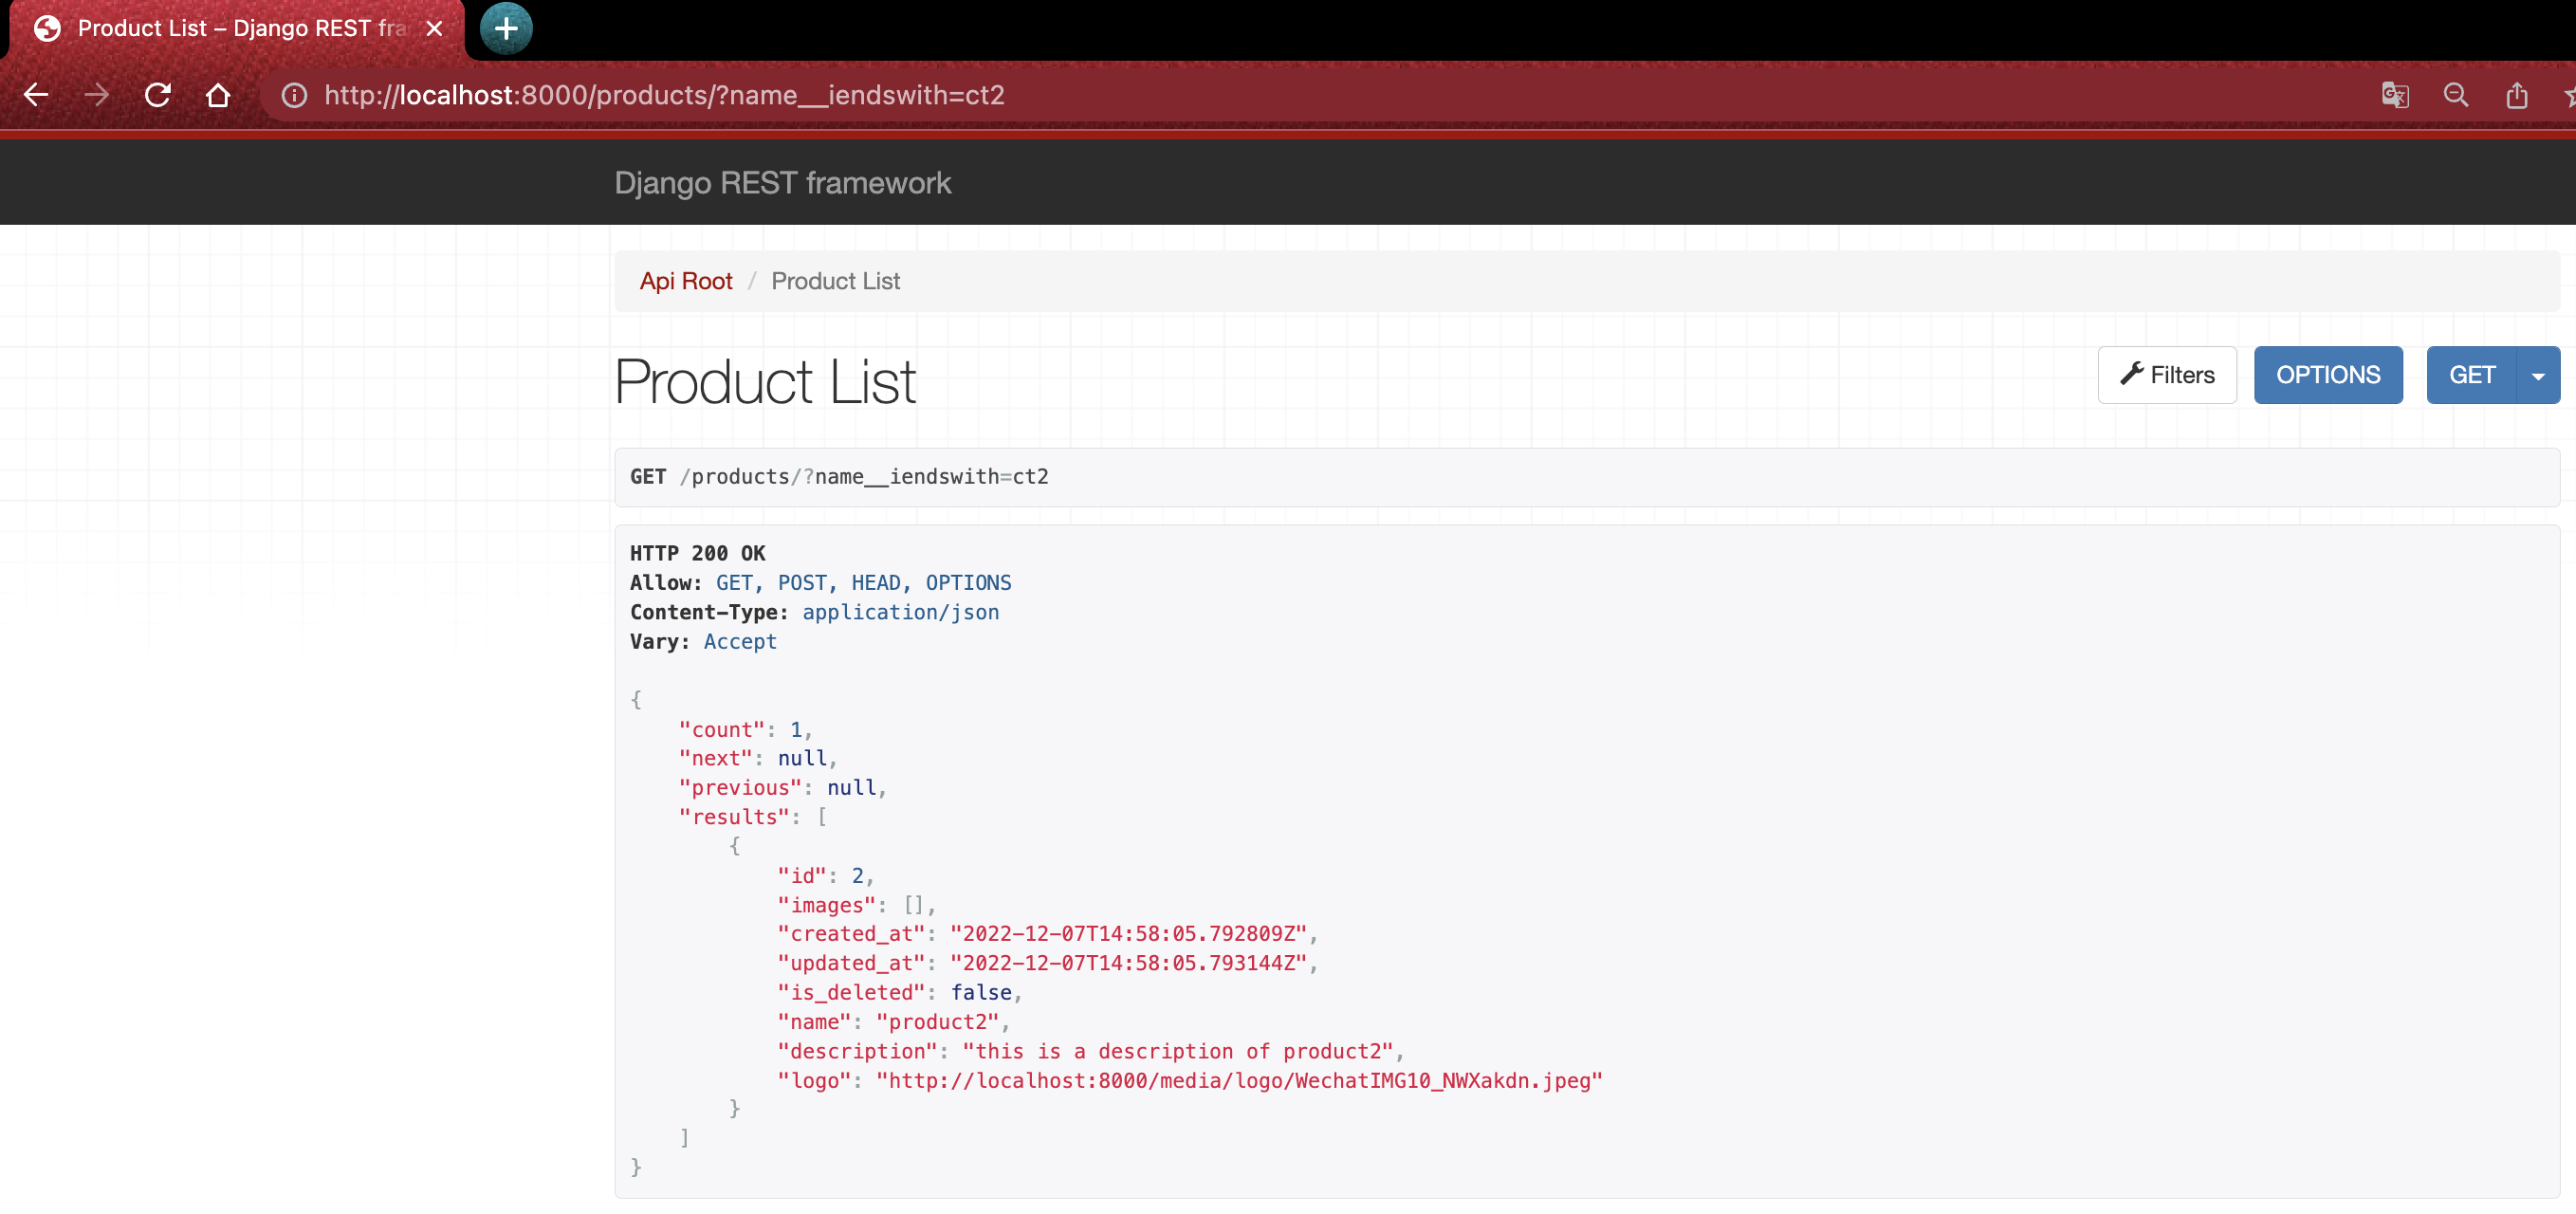 Product List – Django REST fra
http://localhost:8000/products/?name__iendswith=ct2
Django REST framework
Api Root / Product List
Product List
Filters
OPTIONS
GET
GET /products/?name__iendswith=ct2
HTTP 200 OK
Allow: GET, POST, HEAD, OPTIONS
Content-Type: application/json
Vary: Accept
{
    "count": 1,
    "next": null,
    "previous": null,
    "results": [
        {
            "id": 2,
            "images": [],
            "created_at": "2022-12-07T14:58:05.792809Z",
            "updated_at": "2022-12-07T14:58:05.793144Z",
            "is_deleted": false,
            "name": "product2",
            "description": "this is a description of product2",
            "logo": "http://localhost:8000/media/logo/WechatIMG10_NWXakdn.jpeg"
        }
    ]
}